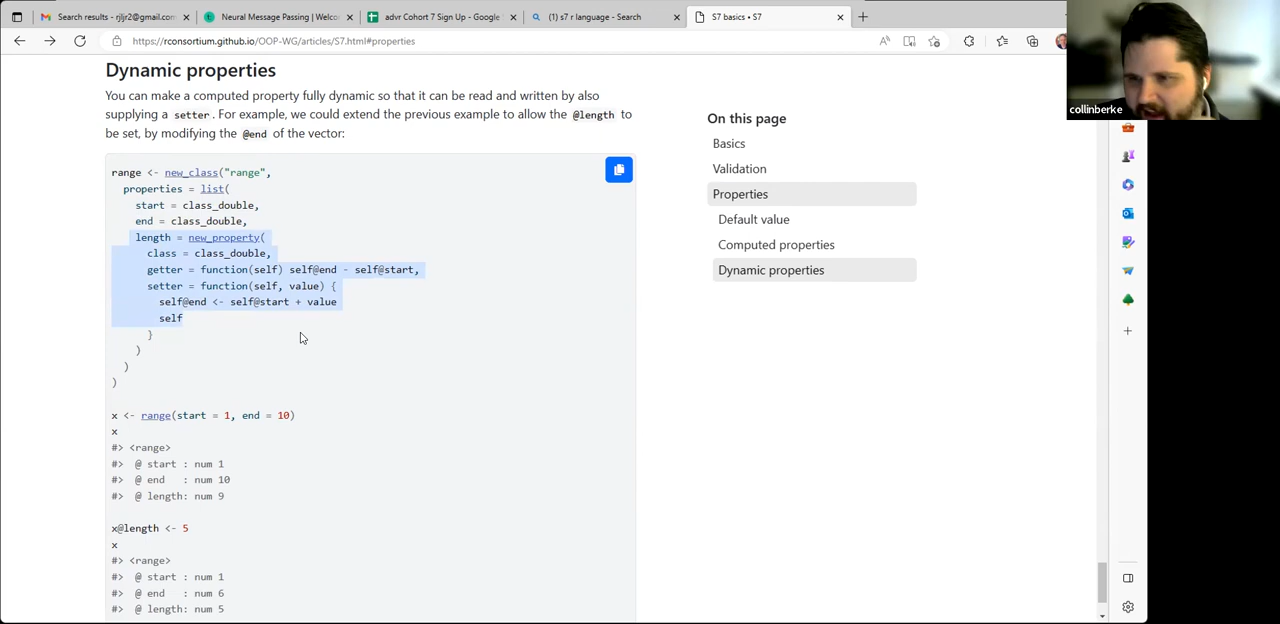 Search results - rjljr2@gmail.com
Neural Message Passing | Welco
advr Cohort 7 Sign Up - Google
(1) s7 r language - Search
S7 basics • S7
https://rconsortium.github.io/OOP-WG/articles/S7.html#properties
collinberke
Dynamic properties
You can make a computed property fully dynamic so that it can be read and written by also
supplying a setter. For example, we could extend the previous example to allow the @length to
be set, by modifying the @end of the vector:
range <- new_class("range",
  properties = list(
    start = class_double,
    end = class_double,
    length = new_property(
      class = class_double,
      getter = function(self) self@end - self@start,
      setter = function(self, value) {
        self@end <- self@start + value
        self
      }
    )
  )
)
x <- range(start = 1, end = 10)
x
#> <range>
#>  @ start : num 1
#>  @ end   : num 10
#>  @ length: num 9
x@length <- 5
x
#> <range>
#>  @ start : num 1
#>  @ end   : num 6
#>  @ length: num 5
On this page
Basics
Validation
Properties
Default value
Computed properties
Dynamic properties